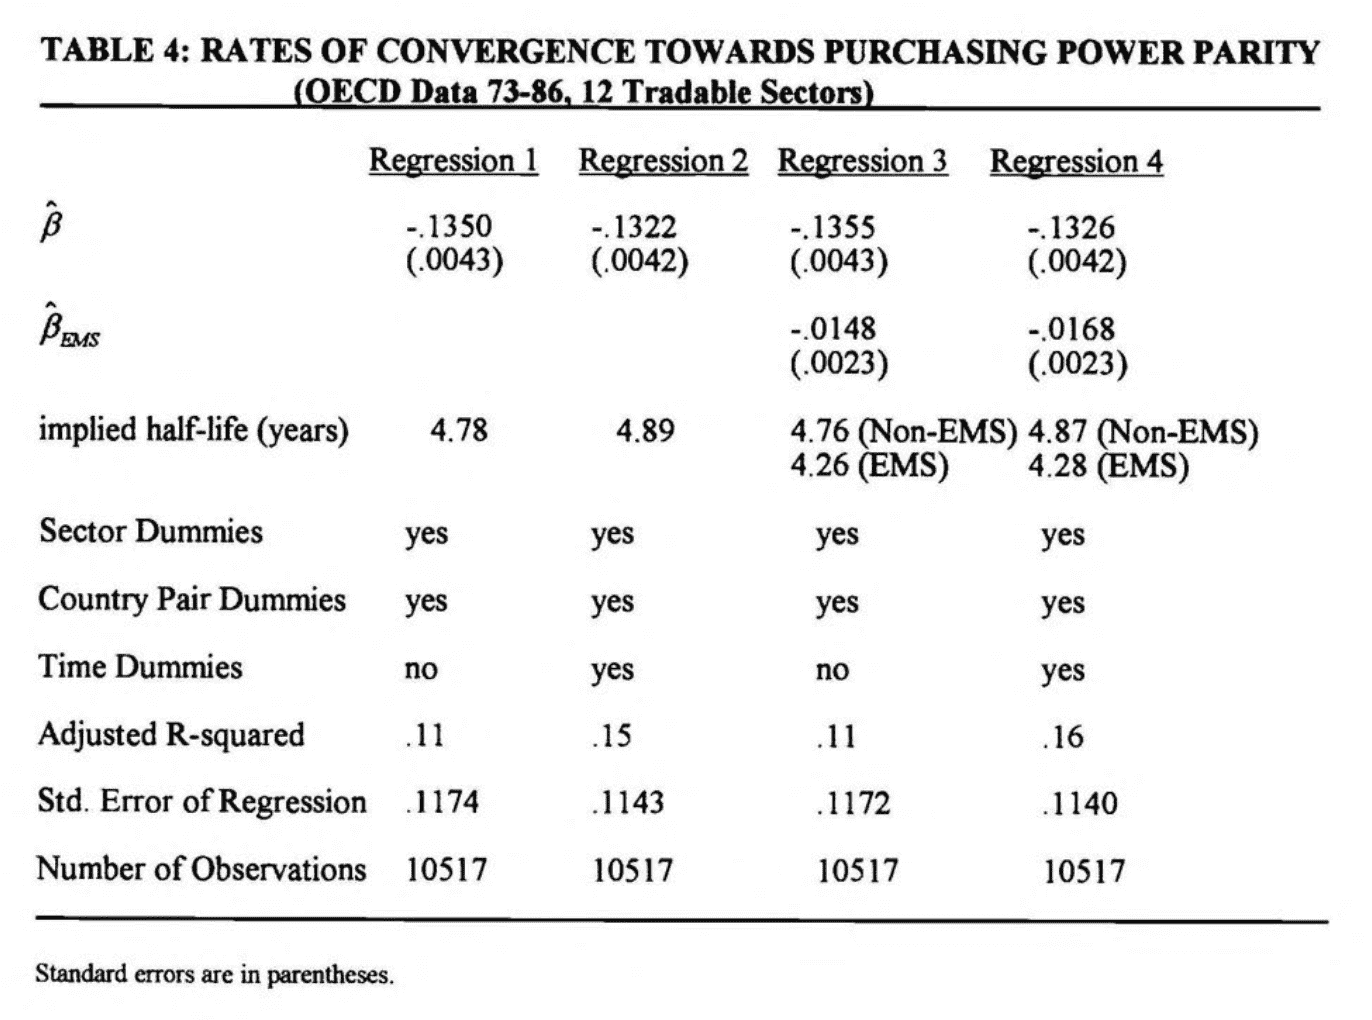 TABLE 4: RATES OF CONVERGENCE TOWARDS PURCHASING POWER PARITY
(OECD Data 73-86, 12 Tradable Sectors)
Regression 1 Regression 2 Regression 3 Regression 4
β̂ -.1350 -.1322 -.1355 -.1326
(.0043) (.0042) (.0043) (.0042)
β̂EMS -.0148 -.0168
(.0023) (.0023)
implied half-life (years) 4.78 4.89 4.76 (Non-EMS) 4.87 (Non-EMS)
4.26 (EMS) 4.28 (EMS)
Sector Dummies yes yes yes yes
Country Pair Dummies yes yes yes yes
Time Dummies no yes no yes
Adjusted R-squared .11 .15 .11 .16
Std. Error of Regression .1174 .1143 .1172 .1140
Number of Observations 10517 10517 10517 10517
Standard errors are in parentheses.